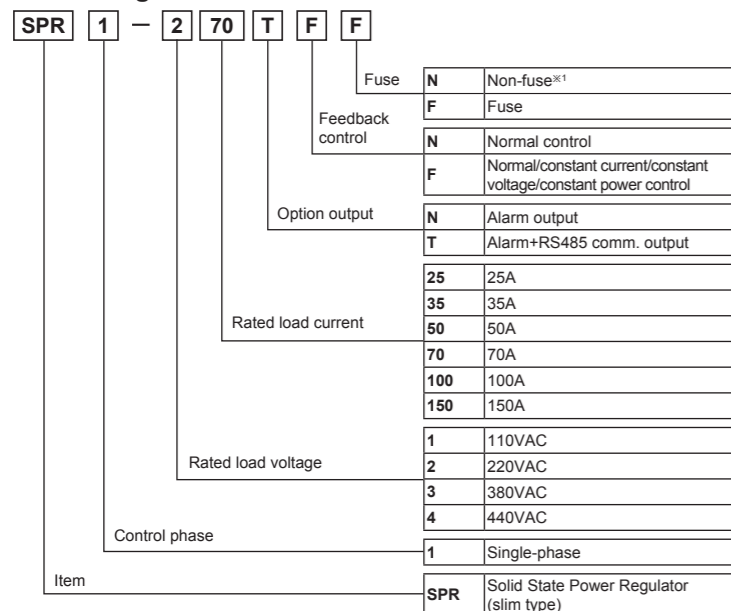 SPR 1 － 2 70 T F F
Fuse N Non-fuse※1
F Fuse
Feedback
control N Normal control
F Normal/constant current/constant
voltage/constant power control
Option output N Alarm output
T Alarm+RS485 comm. output
25 25A
35 35A
Rated load current 50 50A
70 70A
100 100A
150 150A
1 110VAC
Rated load voltage 2 220VAC
3 380VAC
4 440VAC
Control phase 1 Single-phase
Item SPR Solid State Power Regulator
(slim type)